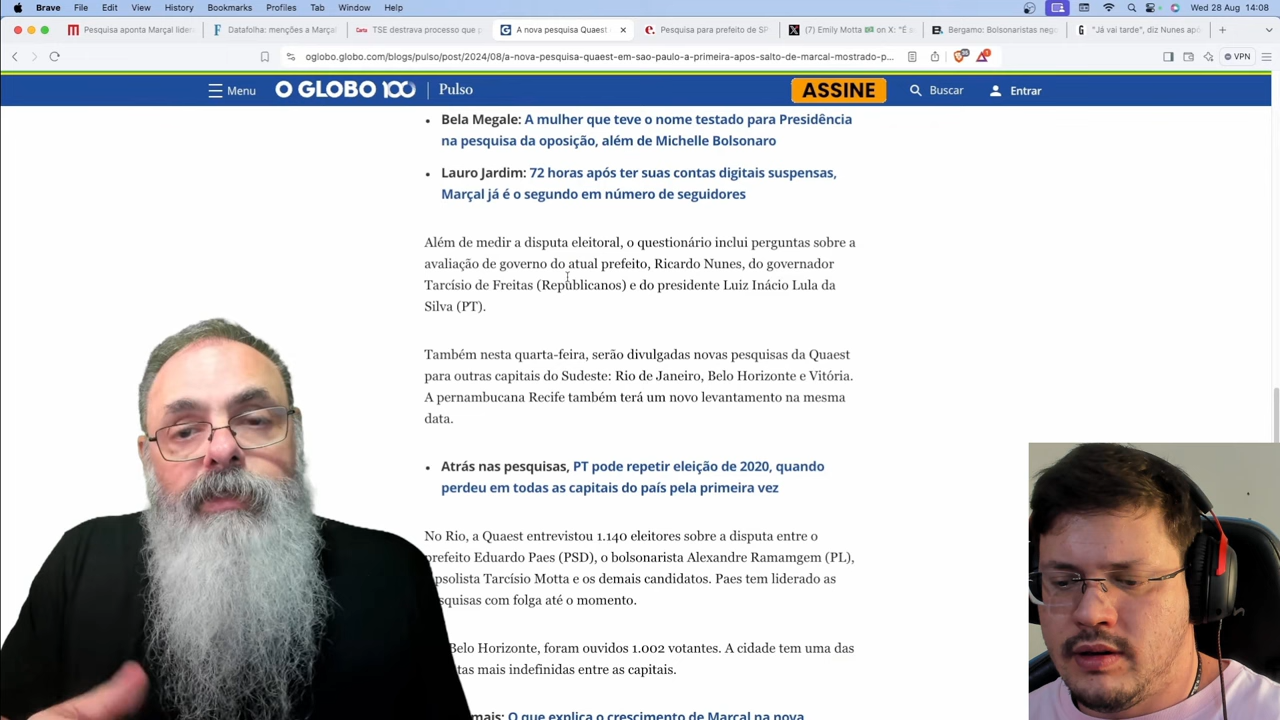 Brave File Edit View History Bookmarks Profiles Tab Window Help Wed 28 Aug 14:08
Pesquisa aponta Marçal lider Datafolha: menções a Marçal TSE destrava processo que p A nova pesquisa Quaest Pesquisa para prefeito de SP (7) Emily Motta on X: "É Bergamo: Bolsonaristas neg "Já vai tarde", diz Nunes apó
oglobo.globo.com/blogs/pulso/post/2024/08/a-nova-pesquisa-quaest-em-sao-paulo-a-primeira-apos-salto-de-marcal-mostrado-p... VPN
Menu O GLOBO 100 Pulso ASSINE Buscar Entrar
• Bela Megale: A mulher que teve o nome testado para Presidência
na pesquisa da oposição, além de Michelle Bolsonaro
• Lauro Jardim: 72 horas após ter suas contas digitais suspensas,
Marçal já é o segundo em número de seguidores
Além de medir a disputa eleitoral, o questionário inclui perguntas sobre a
avaliação de governo do atual prefeito, Ricardo Nunes, do governador
Tarcísio de Freitas (Republicanos) e do presidente Luiz Inácio Lula da
Silva (PT).
Também nesta quarta-feira, serão divulgadas novas pesquisas da Quaest
para outras capitais do Sudeste: Rio de Janeiro, Belo Horizonte e Vitória.
A pernambucana Recife também terá um novo levantamento na mesma
data.
• Atrás nas pesquisas, PT pode repetir eleição de 2020, quando
perdeu em todas as capitais do país pela primeira vez
No Rio, a Quaest entrevistou 1.140 eleitores sobre a disputa entre o
prefeito Eduardo Paes (PSD), o bolsonarista Alexandre Ramamgem (PL),
psolista Tarcísio Motta e os demais candidatos. Paes tem liderado as
squisas com folga até o momento.
Belo Horizonte, foram ouvidos 1.002 votantes. A cidade tem uma das
tas mais indefinidas entre as capitais.
mais: O que explica o crescimento de Marçal na nova